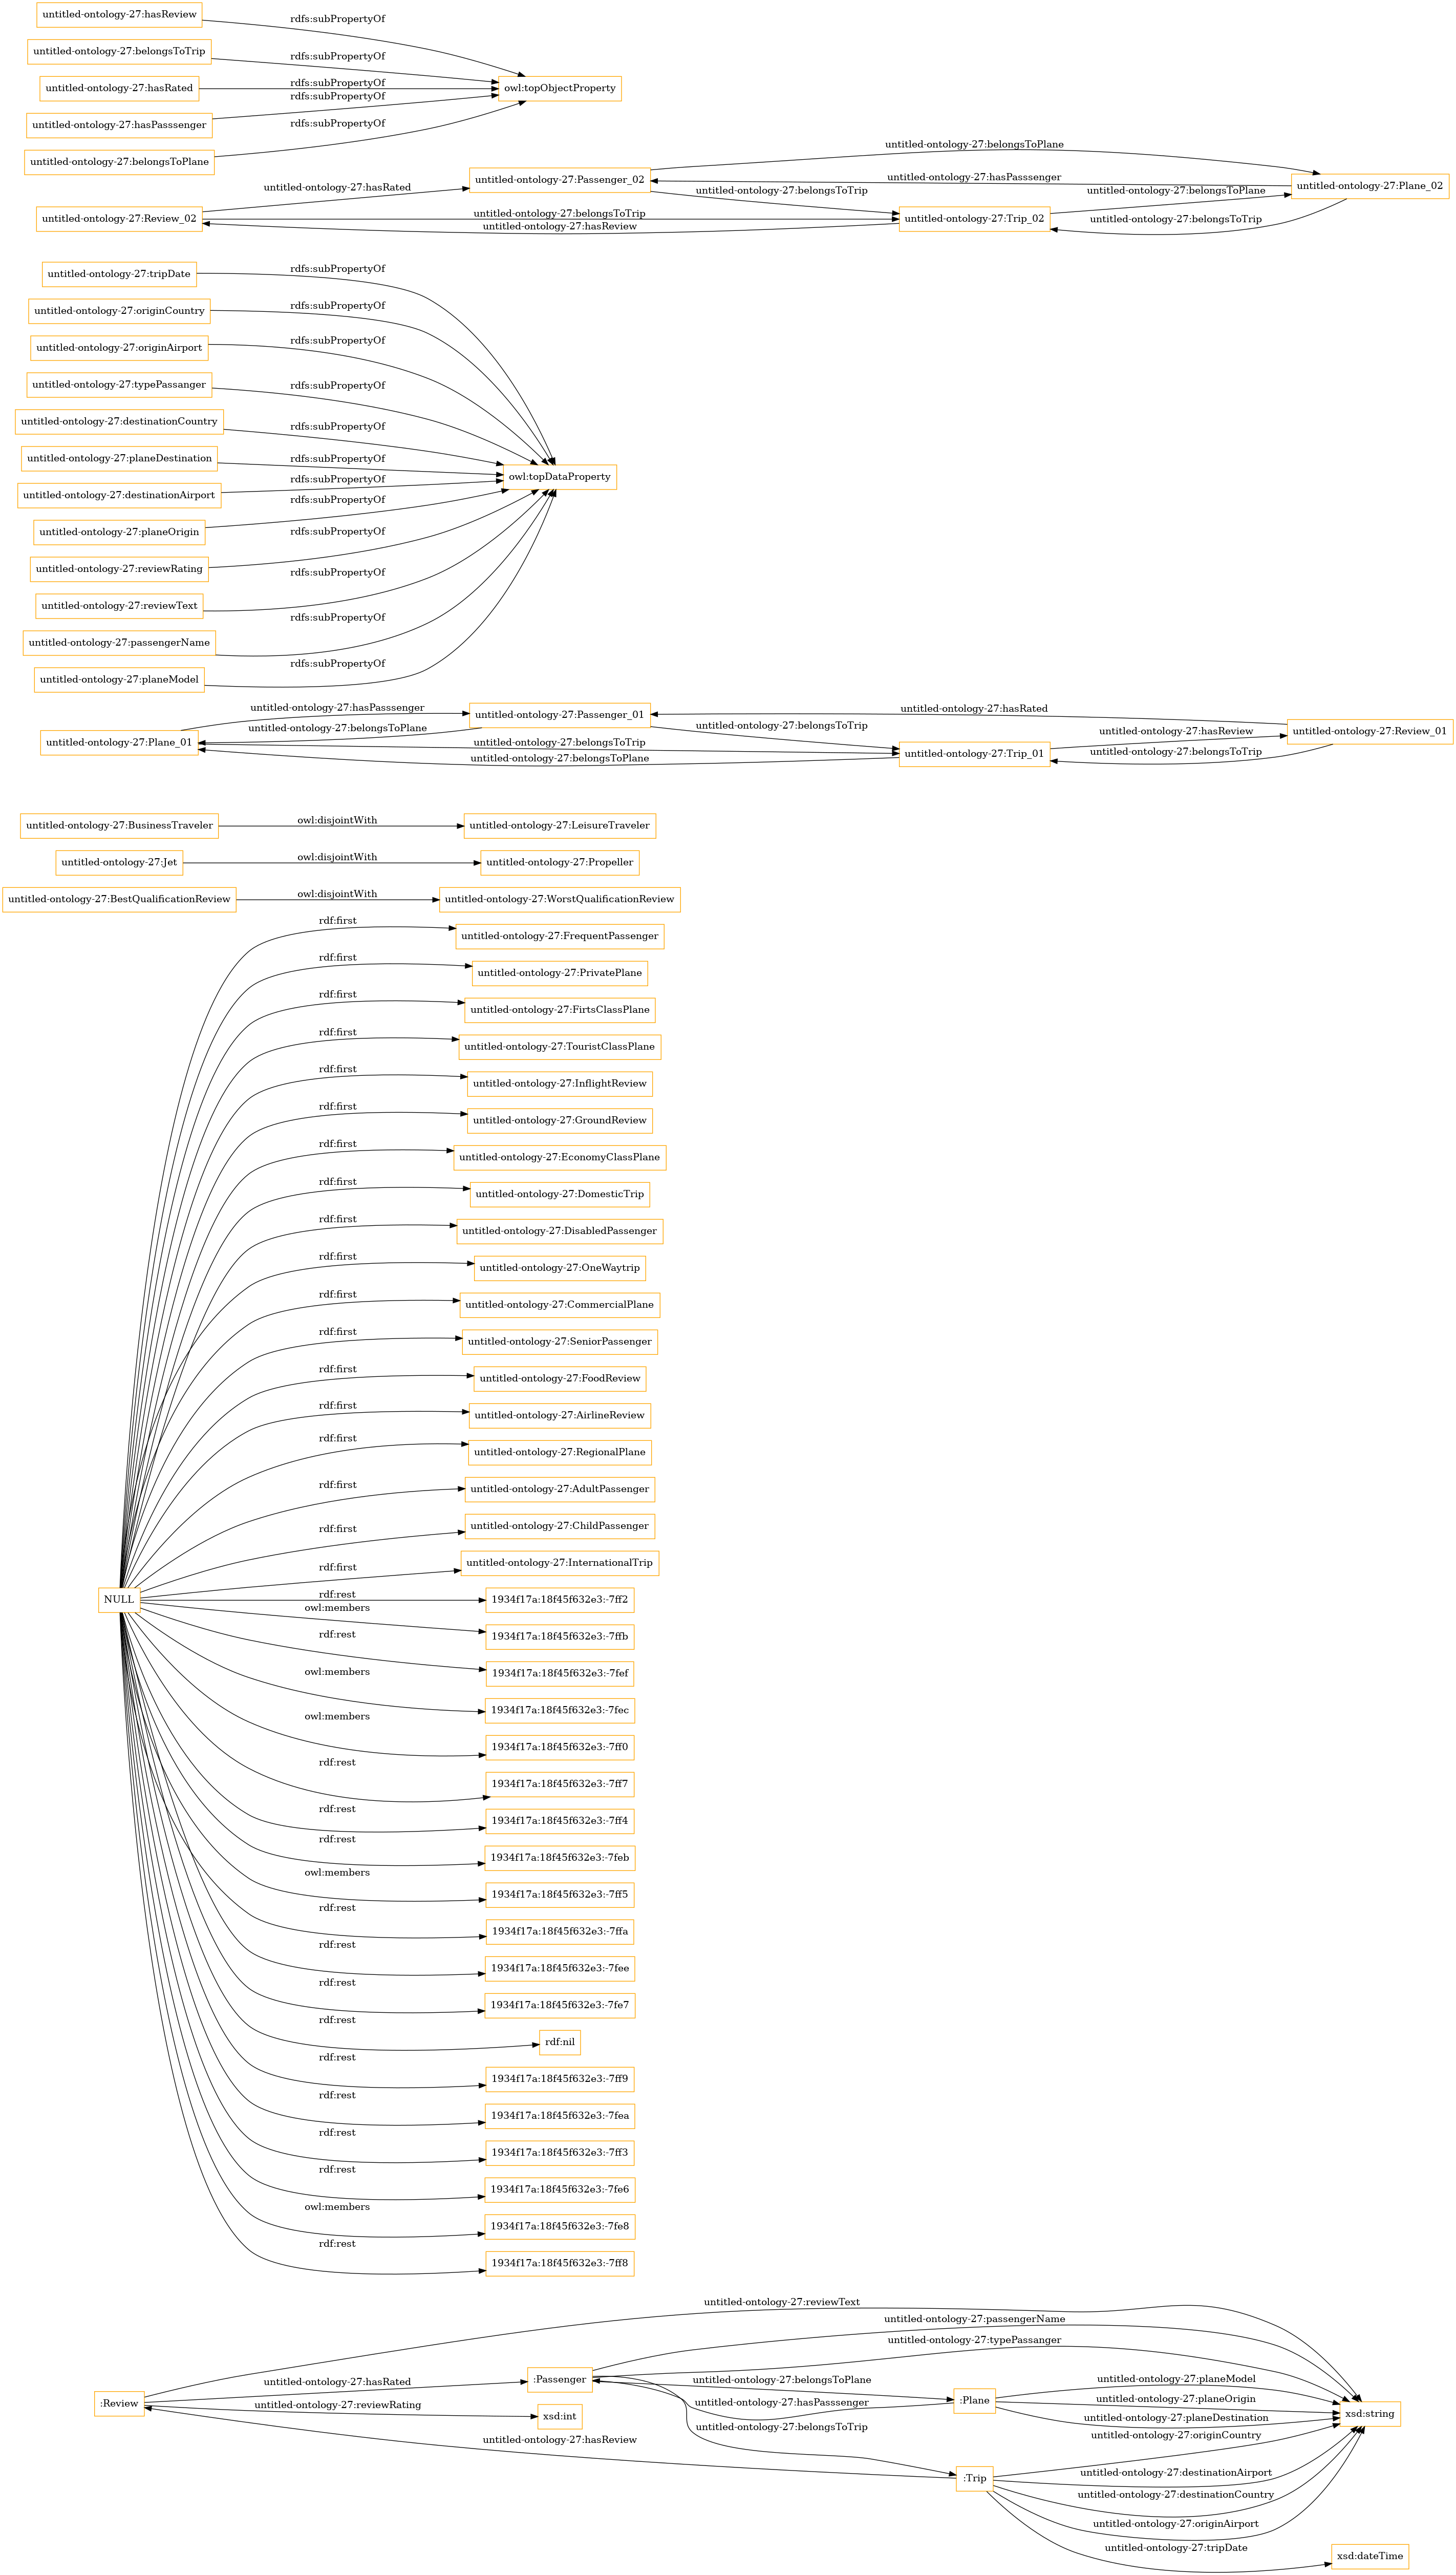 untitled-ontology-27:hasReview
rdfs:subPropertyOf
untitled-ontology-27:belongsToTrip
rdfs:subPropertyOf
untitled-ontology-27:hasRated
rdfs:subPropertyOf
owl:topObjectProperty
rdfs:subPropertyOf
untitled-ontology-27:hasPasssenger
rdfs:subPropertyOf
untitled-ontology-27:belongsToPlane
untitled-ontology-27:belongsToPlane
untitled-ontology-27:Passenger_02
untitled-ontology-27:hasPasssenger
untitled-ontology-27:Plane_02
untitled-ontology-27:hasRated
untitled-ontology-27:belongsToTrip
untitled-ontology-27:belongsToPlane
untitled-ontology-27:Review_02
untitled-ontology-27:belongsToTrip
untitled-ontology-27:Trip_02
untitled-ontology-27:belongsToTrip
untitled-ontology-27:hasReview
untitled-ontology-27:tripDate
rdfs:subPropertyOf
untitled-ontology-27:originCountry
rdfs:subPropertyOf
untitled-ontology-27:originAirport
rdfs:subPropertyOf
untitled-ontology-27:typePassanger
rdfs:subPropertyOf
untitled-ontology-27:destinationCountry
rdfs:subPropertyOf
untitled-ontology-27:planeDestination
rdfs:subPropertyOf
owl:topDataProperty
untitled-ontology-27:destinationAirport
rdfs:subPropertyOf
rdfs:subPropertyOf
untitled-ontology-27:planeOrigin
rdfs:subPropertyOf
untitled-ontology-27:reviewRating
rdfs:subPropertyOf
untitled-ontology-27:reviewText
rdfs:subPropertyOf
untitled-ontology-27:passengerName
rdfs:subPropertyOf
untitled-ontology-27:planeModel
untitled-ontology-27:hasPasssenger
untitled-ontology-27:Passenger_01
untitled-ontology-27:hasRated
untitled-ontology-27:belongsToPlane
untitled-ontology-27:belongsToTrip
untitled-ontology-27:hasReview
untitled-ontology-27:Review_01
untitled-ontology-27:Plane_01
untitled-ontology-27:belongsToTrip
untitled-ontology-27:Trip_01
untitled-ontology-27:belongsToTrip
untitled-ontology-27:belongsToPlane
untitled-ontology-27:BusinessTraveler
owl:disjointWith
untitled-ontology-27:LeisureTraveler
untitled-ontology-27:Jet
owl:disjointWith
untitled-ontology-27:Propeller
untitled-ontology-27:BestQualificationReview
owl:disjointWith
untitled-ontology-27:WorstQualificationReview
rdf:first
untitled-ontology-27:FrequentPassenger
rdf:first
untitled-ontology-27:PrivatePlane
rdf:first
untitled-ontology-27:FirtsClassPlane
rdf:first
untitled-ontology-27:TouristClassPlane
rdf:first
untitled-ontology-27:InflightReview
rdf:first
untitled-ontology-27:GroundReview
rdf:first
untitled-ontology-27:EconomyClassPlane
rdf:first
untitled-ontology-27:DomesticTrip
rdf:first
untitled-ontology-27:DisabledPassenger
rdf:first
untitled-ontology-27:OneWaytrip
rdf:first
untitled-ontology-27:CommercialPlane
rdf:first
untitled-ontology-27:SeniorPassenger
rdf:first
untitled-ontology-27:FoodReview
rdf:first
untitled-ontology-27:AirlineReview
rdf:first
untitled-ontology-27:RegionalPlane
rdf:first
untitled-ontology-27:AdultPassenger
rdf:first
untitled-ontology-27:ChildPassenger
rdf:first
untitled-ontology-27:InternationalTrip
NULL
rdf:rest
1934f17a:18f45f632e3:-7ff2
owl:members
1934f17a:18f45f632e3:-7ffb
rdf:rest
1934f17a:18f45f632e3:-7fef
owl:members
1934f17a:18f45f632e3:-7fec
owl:members
1934f17a:18f45f632e3:-7ff0
rdf:rest
1934f17a:18f45f632e3:-7ff7
rdf:rest
1934f17a:18f45f632e3:-7ff4
rdf:rest
1934f17a:18f45f632e3:-7feb
owl:members
1934f17a:18f45f632e3:-7ff5
rdf:rest
1934f17a:18f45f632e3:-7ffa
rdf:rest
1934f17a:18f45f632e3:-7fee
rdf:rest
1934f17a:18f45f632e3:-7fe7
rdf:rest
rdf:nil
rdf:rest
1934f17a:18f45f632e3:-7ff9
rdf:rest
1934f17a:18f45f632e3:-7fea
rdf:rest
1934f17a:18f45f632e3:-7ff3
rdf:rest
1934f17a:18f45f632e3:-7fe6
owl:members
1934f17a:18f45f632e3:-7fe8
rdf:rest
1934f17a:18f45f632e3:-7ff8
untitled-ontology-27:reviewText
untitled-ontology-27:passengerName
untitled-ontology-27:typePassanger
untitled-ontology-27:hasRated
:Passenger
untitled-ontology-27:belongsToPlane
untitled-ontology-27:planeModel
:Review
untitled-ontology-27:reviewRating
untitled-ontology-27:hasPasssenger
:Plane
untitled-ontology-27:planeOrigin
xsd:int
xsd:string
untitled-ontology-27:planeDestination
untitled-ontology-27:belongsToTrip
untitled-ontology-27:originCountry
untitled-ontology-27:hasReview
:Trip
untitled-ontology-27:destinationAirport
untitled-ontology-27:destinationCountry
untitled-ontology-27:originAirport
untitled-ontology-27:tripDate
xsd:dateTime